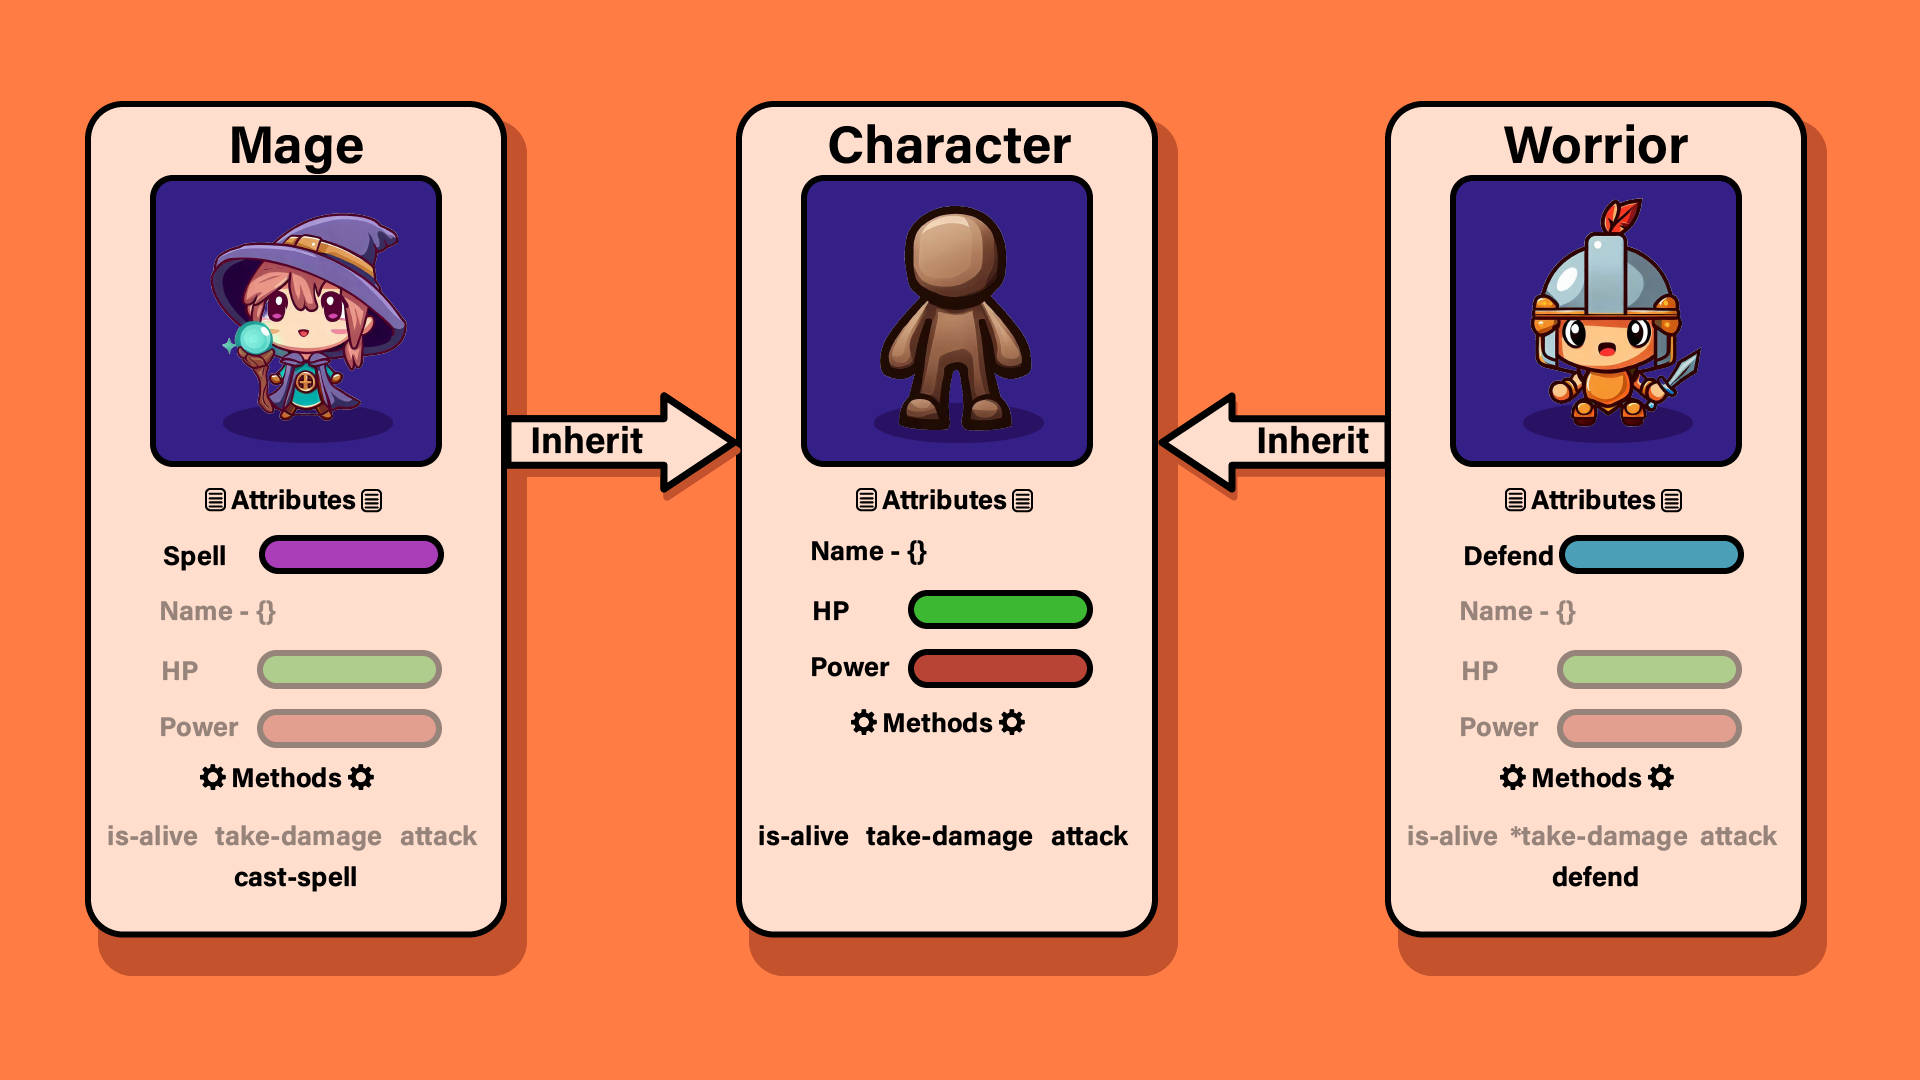 Mage
Attributes
Spell
Name - {}
HP
Power
Methods
is-alive take-damage attack
cast-spell
Inherit
Character
Attributes
Name - {}
HP
Power
Methods
is-alive take-damage attack
Inherit
Worrior
Attributes
Defend
Name - {}
HP
Power
Methods
is-alive *take-damage attack
defend